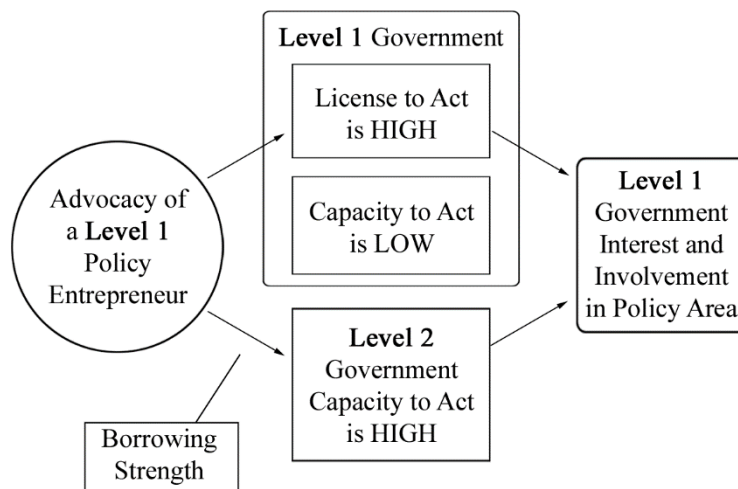 Level 1 Government
License to Act
is HIGH
Capacity to Act
is LOW
Advocacy of
a Level 1
Policy
Entrepreneur
Level 1
Government
Interest and
Involvement
in Policy Area
Level 2
Government
Capacity to Act
is HIGH
Borrowing
Strength